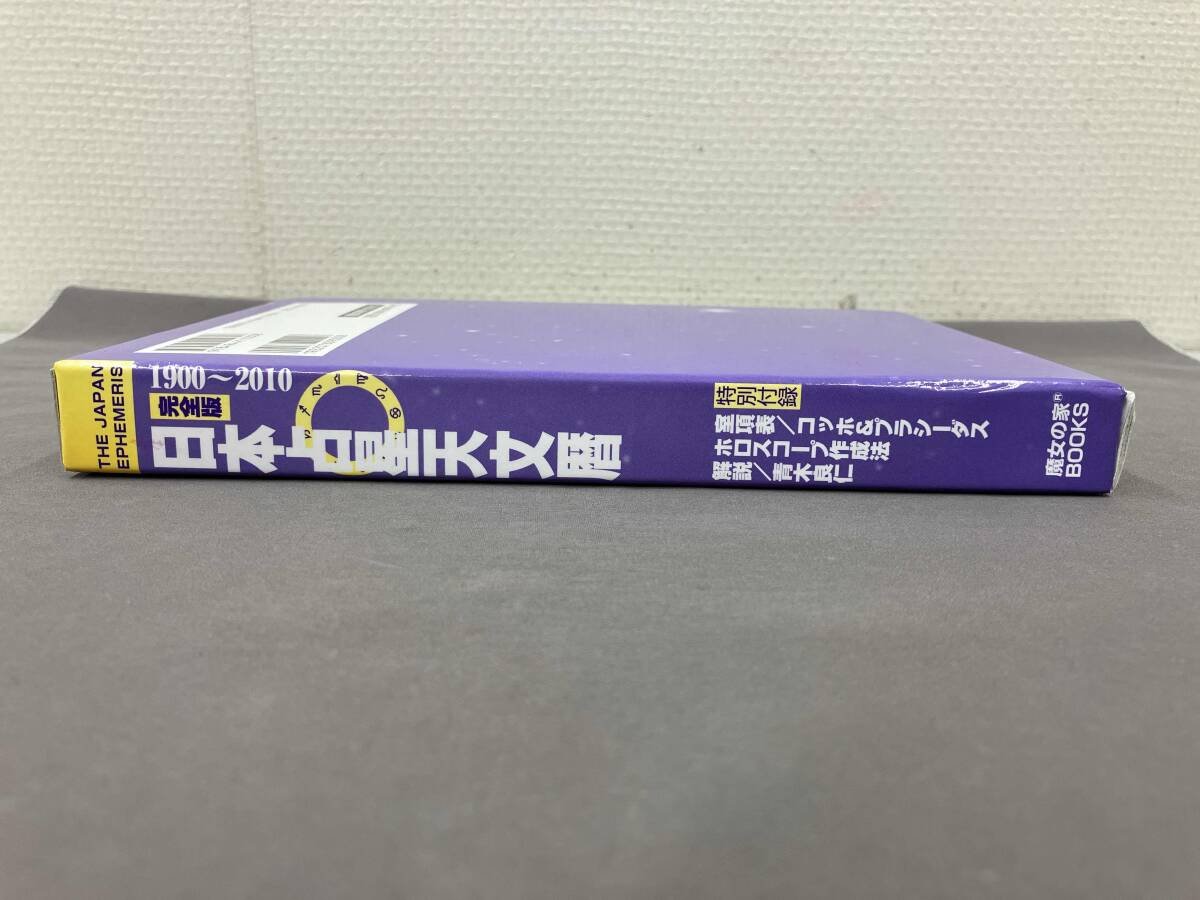 THE JAPAN
EPHEMERIS
1900～2010
完全版
日本占星天文暦
特別付録
室項表/コッホ&プラシーダス
ホロスコープ作成法
解説/青木良仁
魔女の家®
BOOKS